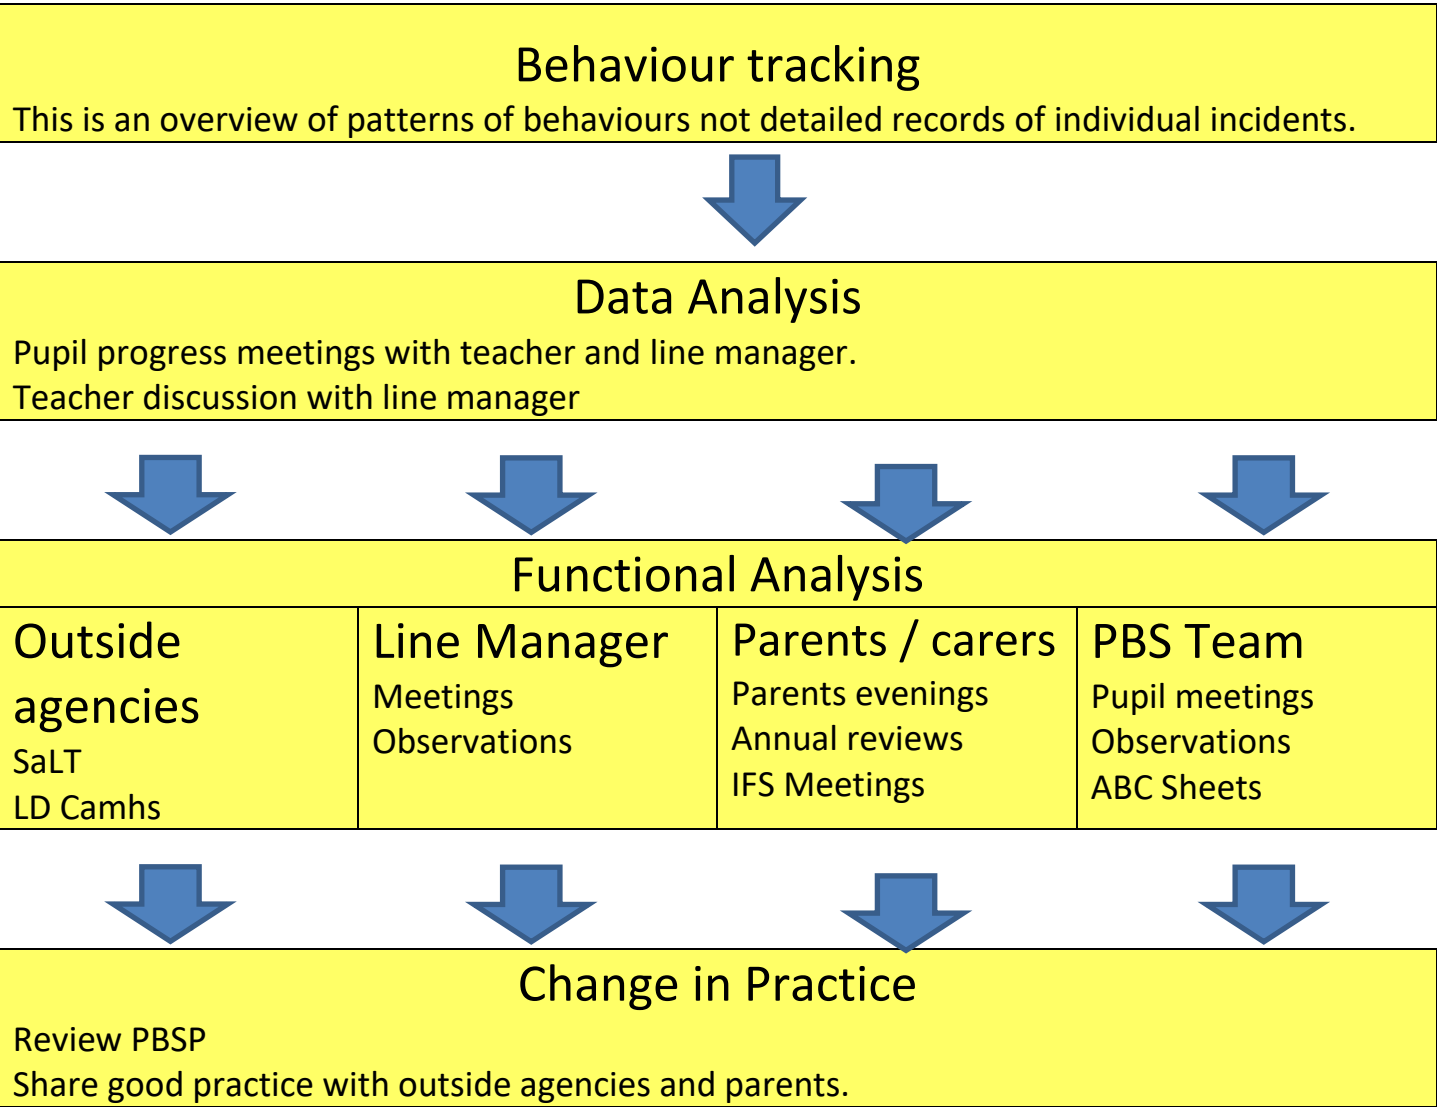 Behaviour tracking
This is an overview of patterns of behaviours not detailed records of individual incidents.
Data Analysis
Pupil progress meetings with teacher and line manager.
Teacher discussion with line manager
Functional Analysis
Outside
agencies
SaLT
LD Camhs
Line Manager
Meetings
Observations
Parents / carers
Parents evenings
Annual reviews
IFS Meetings
PBS Team
Pupil meetings
Observations
ABC Sheets
Change in Practice
Review PBSP
Share good practice with outside agencies and parents.